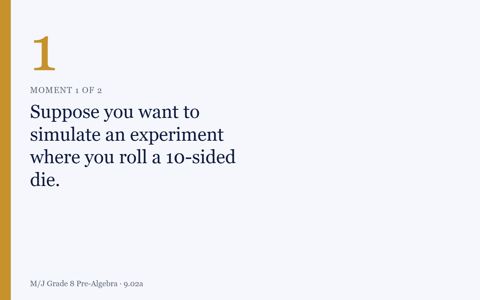 1
MOMENT 1 OF 2
Suppose you want to
simulate an experiment
where you roll a 10-sided
die.
M/J Grade 8 Pre-Algebra · 9.02a